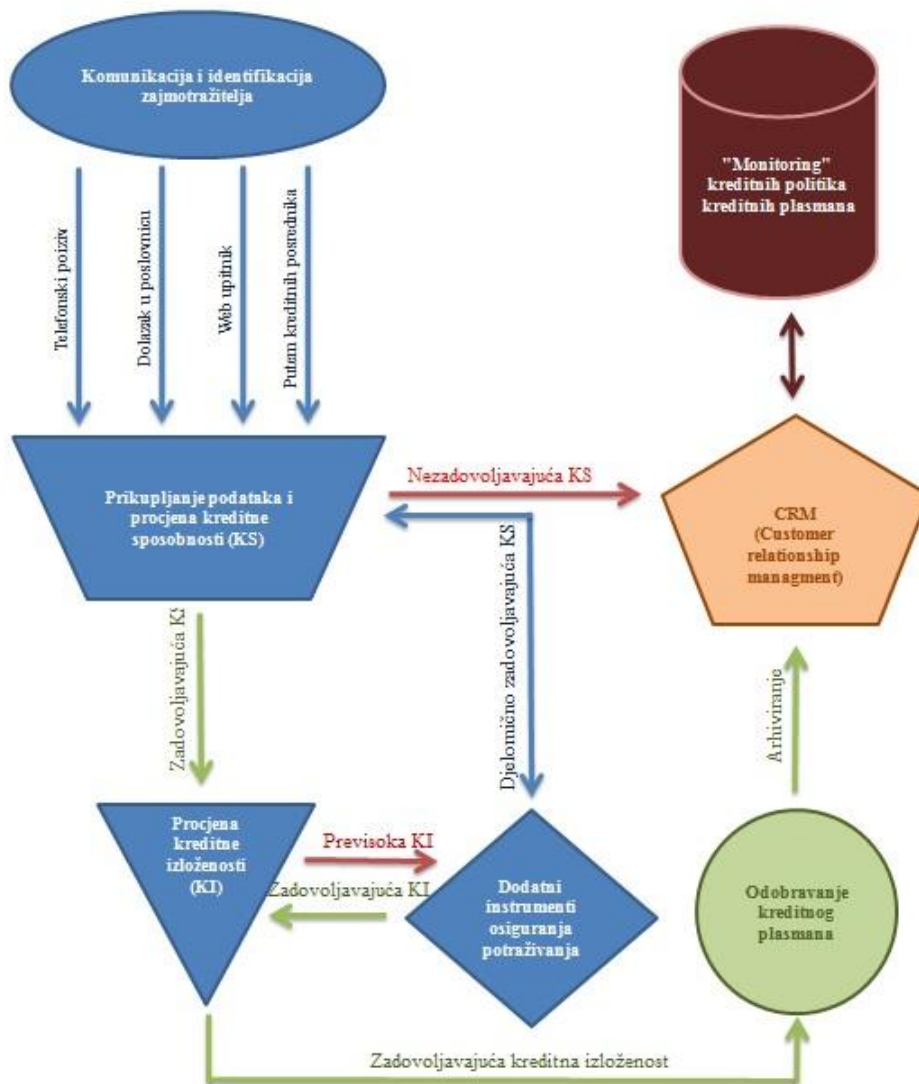 Komunikacija i identifikacija
zajmotražitelja
"Monitoring"
kreditnih politika
kreditnih plasmana
Telefonski poiziv
Dolazak u poslovnicu
Web upitnik
Putem kreditnih posrednika
Prikupljanje podataka i
procjena kreditne
sposobnosti (KS)
Nezadovoljavajuća KS
CRM
(Customer
relationship
managment)
Zadovoljavajuća KS
Djelomično zadovoljavajuća KS
Arhiviranje
Procjena
kreditne
izloženosti
(KI)
Previsoka KI
Zadovoljavajuća KI
Dodatni
instrumenti
osiguranja
potraživanja
Odobravanje
kreditnog
plasmana
Zadovoljavajuća kreditna izloženost